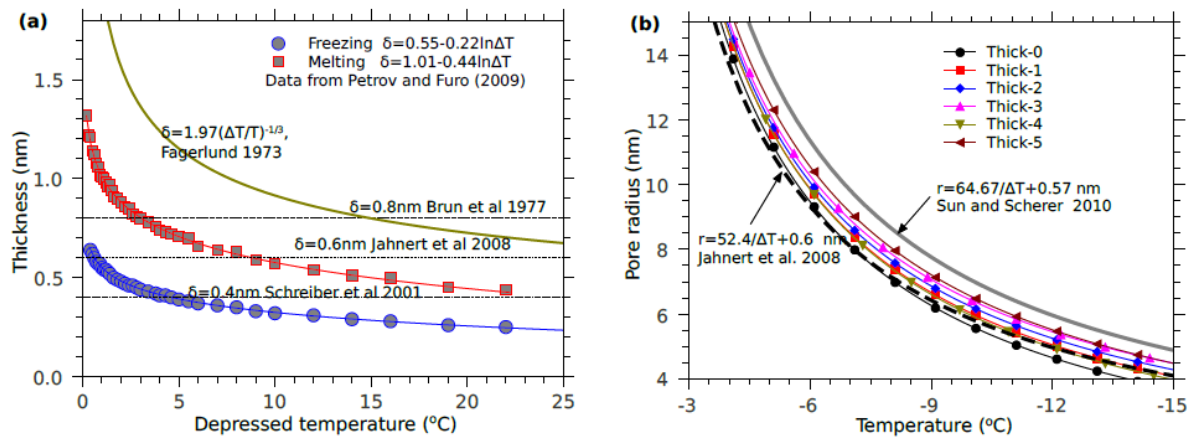 (a)
Freezing δ=0.55-0.22lnΔT
Melting δ=1.01-0.44lnΔT
Data from Petrov and Furo (2009)
δ=1.97(ΔT/T)-1/3,
Fagerlund 1973
δ=0.8nm Brun et al 1977
δ=0.6nm Jahnert et al 2008
δ=0.4nm Schreiber et al 2001
Thickness (nm)
1.5
1.0
0.5
0.0
0 5 10 15 20 25
Depressed temperature (ºC)
(b)
Thick-0
Thick-1
Thick-2
Thick-3
Thick-4
Thick-5
r=64.67/ΔT+0.57 nm
Sun and Scherer 2010
r=52.4/ΔT+0.6 nm
Jahnert et. al. 2008
Pore radius (nm)
14
12
10
8
6
4
-3 -6 -9 -12 -15
Temperature (ºC)